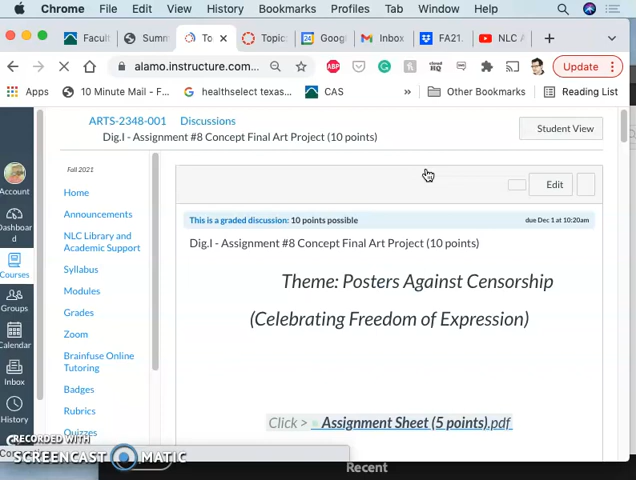 Chrome File Edit View History Bookmarks Profiles Tab Window Help
Facult Summ To Topic: Googl Inbox FA21. NLC A
alamo.instructure.com... Update
Apps 10 Minute Mail - F... healthselect texas... CAS » Other Bookmarks Reading List
ARTS-2348-001 Discussions
Dig.I - Assignment #8 Concept Final Art Project (10 points)
Student View
Fall 2021
Home
Announcements
NLC Library and
Academic Support
Syllabus
Modules
Grades
Zoom
Brainfuse Online
Tutoring
Badges
Rubrics
Quizzes
Account
Dashboar
d
Courses
Groups
Calendar
Inbox
History
Edit
This is a graded discussion: 10 points possible due Dec 1 at 10:20am
Dig.I - Assignment #8 Concept Final Art Project (10 points)
Theme: Posters Against Censorship
(Celebrating Freedom of Expression)
Click > Assignment Sheet (5 points).pdf
RECORDED WITH
SCREENCAST MATIC
Recent